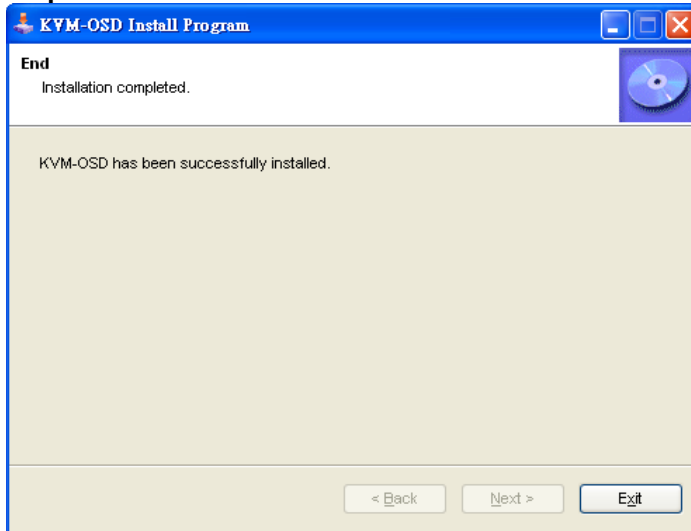 KVM-OSD Install Program
End
Installation completed.
KVM-OSD has been successfully installed.
< Back
Next >
Exit